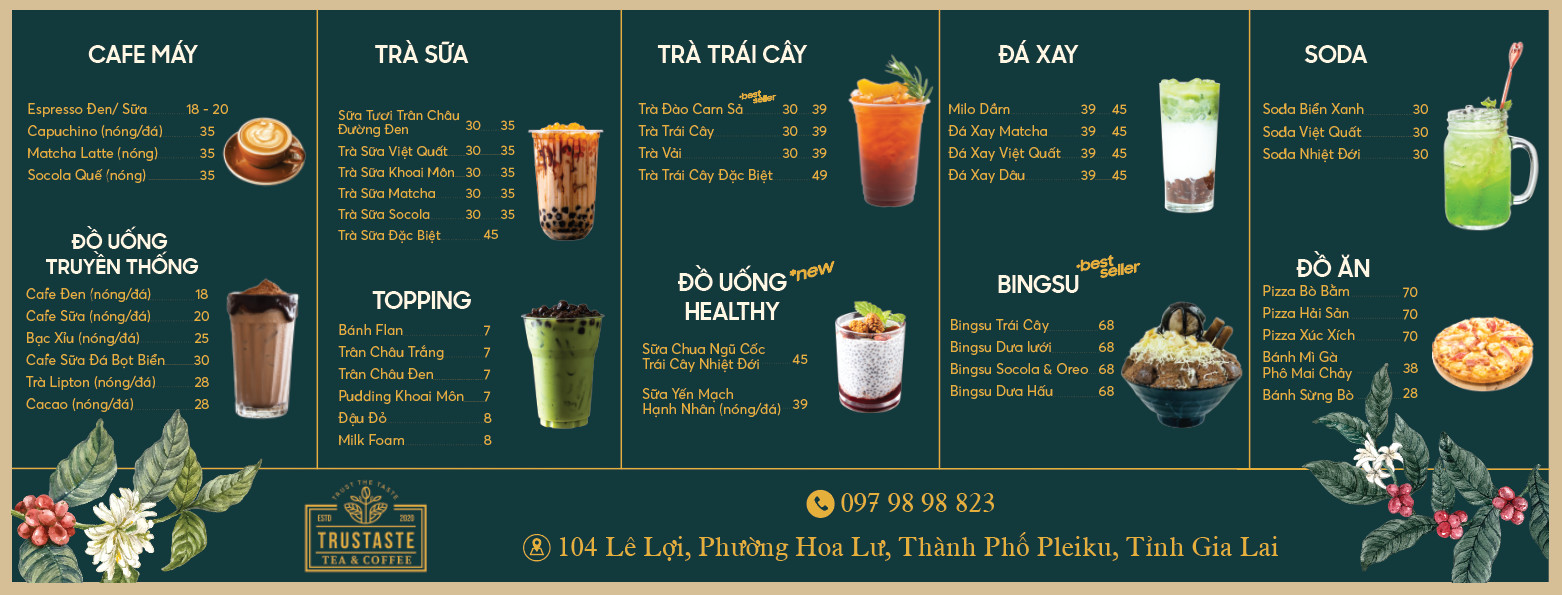 CAFE MÁY
Espresso Đen/ Sữa 18 - 20
Capuchino (nóng/đá) 35
Matcha Latte (nóng) 35
Socola Quế (nóng) 35
ĐỒ UỐNG
TRUYỀN THỐNG
Cafe Đen (nóng/đá) 18
Cafe Sữa (nóng/đá) 20
Bạc Xỉu (nóng/đá) 25
Cafe Sữa Đá Bọt Biển 30
Trà Lipton (nóng/đá) 28
Cacao (nóng/đá) 28
TRÀ SỮA
Sữa Tươi Trân Châu
Đường Đen 30 35
Trà Sữa Việt Quất 30 35
Trà Sữa Khoai Môn 30 35
Trà Sữa Matcha 30 35
Trà Sữa Socola 30 35
Trà Sữa Đặc Biệt 45
TOPPING
Bánh Flan 7
Trân Châu Trắng 7
Trân Châu Đen 7
Pudding Khoai Môn 7
Đậu Đỏ 8
Milk Foam 8
TRÀ TRÁI CÂY
*best
seller
Trà Đào Cam Sả 30 39
Trà Trái Cây 30 39
Trà Vải 30 39
Trà Trái Cây Đặc Biệt 49
ĐỒ UỐNG *new
HEALTHY
Sữa Chua Ngũ Cốc
Trái Cây Nhiệt Đới 45
Sữa Yến Mạch
Hạnh Nhân (nóng/đá) 39
ĐÁ XAY
Milo Dầm 39 45
Đá Xay Matcha 39 45
Đá Xay Việt Quất 39 45
Đá Xay Dâu 39 45
BINGSU
*best
seller
Bingsu Trái Cây 68
Bingsu Dưa lưới 68
Bingsu Socola & Oreo 68
Bingsu Dưa Hấu 68
SODA
Soda Biển Xanh 30
Soda Việt Quất 30
Soda Nhiệt Đới 30
ĐỒ ĂN
Pizza Bò Bằm 70
Pizza Hải Sản 70
Pizza Xúc Xích 70
Bánh Mì Gà
Phô Mai Chảy 38
Bánh Sừng Bò 28
TRUST THE TASTE
ESTD 2020
TRUSTASTE
TEA & COFFEE
097 98 98 823
104 Lê Lợi, Phường Hoa Lư, Thành Phố Pleiku, Tỉnh Gia Lai